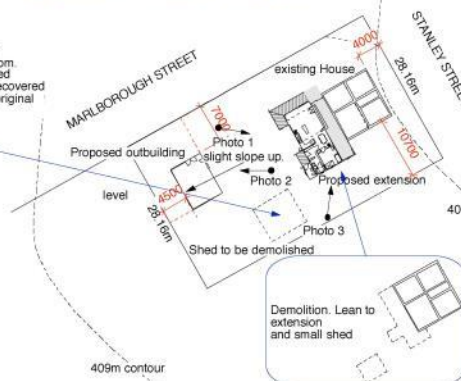 om.
ed
ecovered
riginal
MARLBOROUGH STREET
STANLEY STREET
4000
28.16m
existing House
7000
Photo 1
Proposed outbuilding
slight slope up.
Photo 2
Proposed extension
10700
level
4500
28.16m
Photo 3
Shed to be demolished
40
Demolition. Lean to
extension
and small shed
409m contour